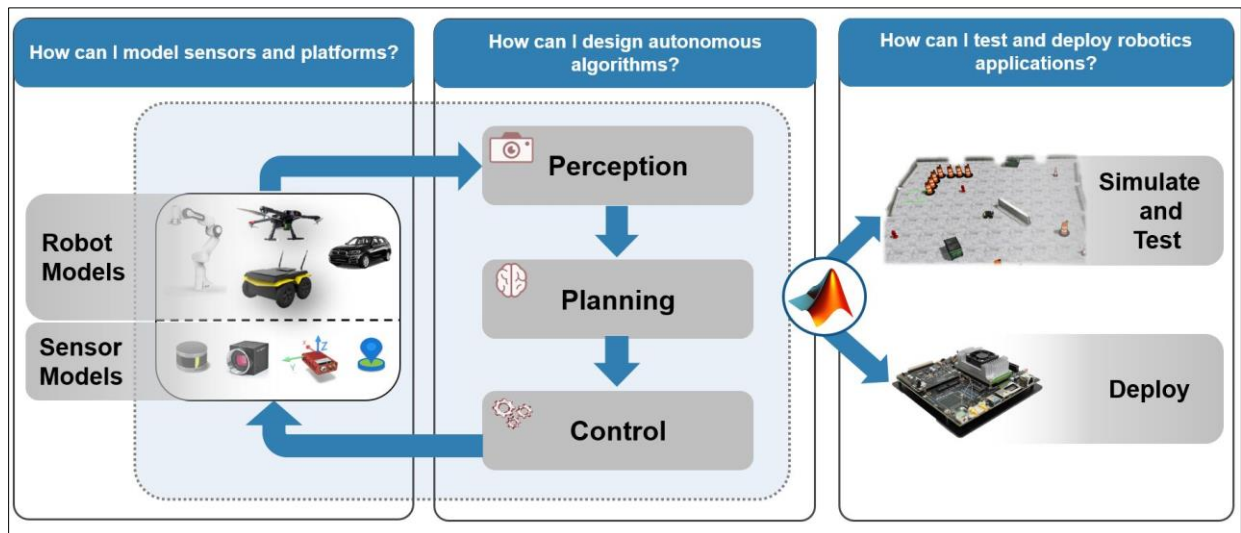 How can I model sensors and platforms?
How can I design autonomous
algorithms?
How can I test and deploy robotics
applications?
Robot
Models
Sensor
Models
Perception
Planning
Control
Simulate
and
Test
Deploy
Z
Y